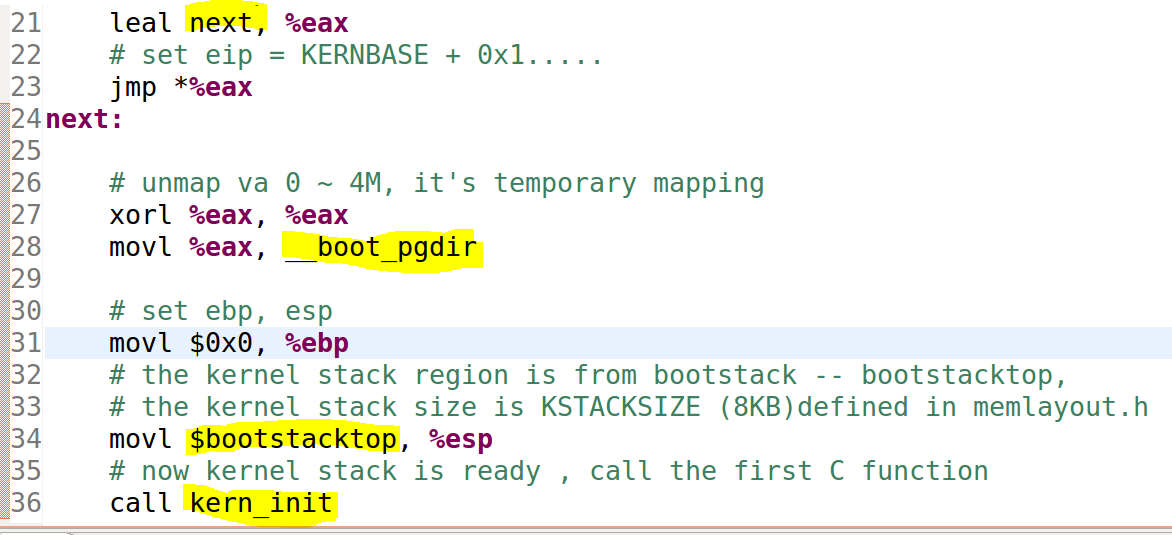 21 leal next, %eax
22 # set eip = KERNBASE + 0x1.....
23 jmp *%eax
24 next:
25
26 # unmap va 0 ~ 4M, it's temporary mapping
27 xorl %eax, %eax
28 movl %eax, __boot_pgdir
29
30 # set ebp, esp
31 movl $0x0, %ebp
32 # the kernel stack region is from bootstack -- bootstacktop,
33 # the kernel stack size is KSTACKSIZE (8KB)defined in memlayout.h
34 movl $bootstacktop, %esp
35 # now kernel stack is ready , call the first C function
36 call kern_init